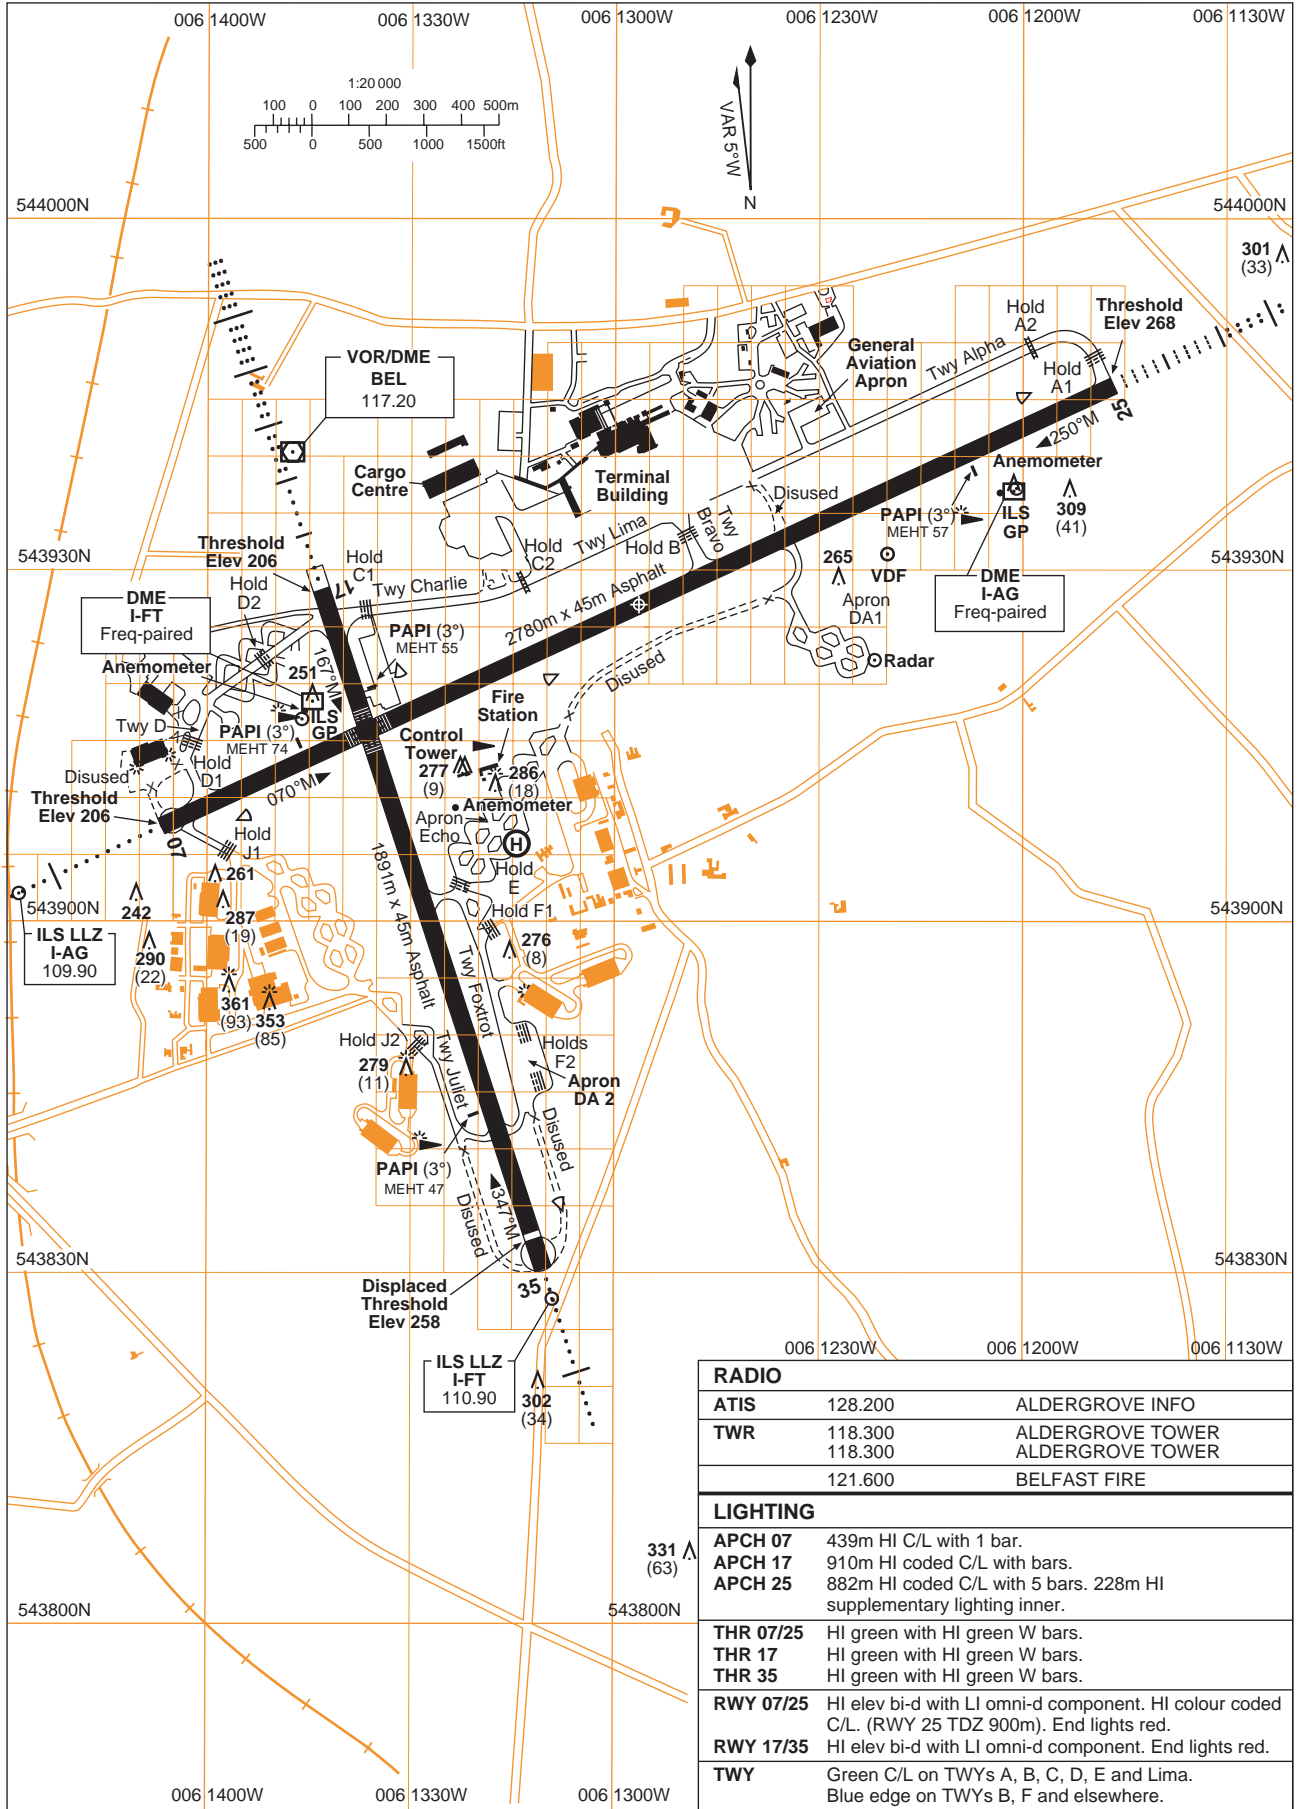 006 1400W 006 1330W 006 1300W 006 1230W 006 1200W 006 1130W
1:20 000
100 0 100 200 300 400 500m
500 0 500 1000 1500ft
VAR 5°W
N
544000N 544000N
301
(33)
Hold
A2
Threshold
Elev 268
General
Aviation
Apron
Twy Alpha
Hold
A1
25
250°M
VOR/DME
BEL
117.20
Cargo
Centre
Terminal
Building
Anemometer
Disused
PAPI (3°)
MEHT 57
ILS
GP
309
(41)
Twy
Bravo
Twy Lima
Hold B
Hold
C2
543930N 543930N
Threshold
Elev 206
Hold
C1
17
Twy Charlie
Hold
D2
265
VDF
Apron
DA1
DME
I-AG
Freq-paired
DME
I-FT
Freq-paired
2780m x 45m Asphalt
PAPI (3°)
MEHT 55
Radar
Disused
Anemometer
251
167°M
Twy D
PAPI (3°)
MEHT 74
ILS
GP
Fire
Station
Control
Tower
277
(9)
286
(18)
Hold
D1
Disused
070°M
Threshold
Elev 206
Anemometer
Apron
Echo
H
07
Hold
J1
Hold
E
261
1891m x 45m Asphalt
242
287
(19)
543900N 543900N
Hold F1
ILS LLZ
I-AG
109.90
290
(22)
276
(8)
Twy Foxtrot
361
(93)
353
(85)
Hold J2
279
(11)
Twy Juliet
Holds
F2
Apron
DA 2
Disused
PAPI (3°)
MEHT 47
347°M
Disused
543830N 543830N
35
Displaced
Threshold
Elev 258
ILS LLZ
I-FT
110.90
302
(34)
006 1230W 006 1200W 006 1130W
RADIO
ATIS 128.200 ALDERGROVE INFO
TWR 118.300 ALDERGROVE TOWER
118.300 ALDERGROVE TOWER
121.600 BELFAST FIRE
LIGHTING
APCH 07 439m HI C/L with 1 bar.
APCH 17 910m HI coded C/L with bars.
APCH 25 882m HI coded C/L with 5 bars. 228m HI
supplementary lighting inner.
331
(63)
543800N 543800N
THR 07/25 HI green with HI green W bars.
THR 17 HI green with HI green W bars.
THR 35 HI green with HI green W bars.
RWY 07/25 HI elev bi-d with LI omni-d component. HI colour coded
C/L. (RWY 25 TDZ 900m). End lights red.
RWY 17/35 HI elev bi-d with LI omni-d component. End lights red.
TWY Green C/L on TWYs A, B, C, D, E and Lima.
Blue edge on TWYs B, F and elsewhere.
006 1400W 006 1330W 006 1300W